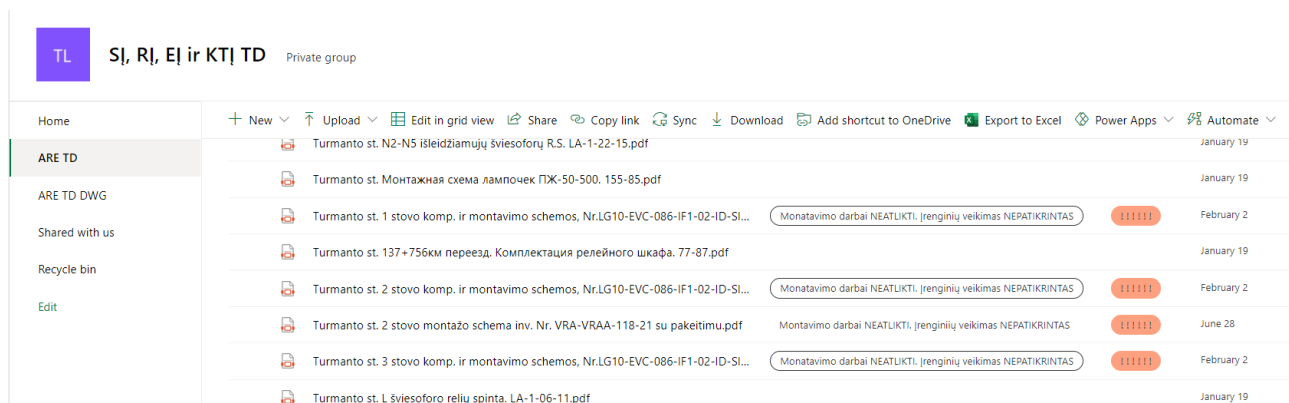 TL SĮ, RĮ, EĮ ir KTĮ TD Private group
Home
ARE TD
ARE TD DWG
Shared with us
Recycle bin
Edit
New Upload Edit in grid view Share Copy link Sync Download Add shortcut to OneDrive Export to Excel Power Apps Automate
Turmanto st. N2-N5 išleidžiamųjų šviesoforų R.S. LA-1-22-15.pdf January 19
Turmanto st. Монтажная схема лампочек ПЖ-50-500. 155-85.pdf January 19
Turmanto st. 1 stovo komp. ir montavimo schemos, Nr.LG10-EVC-086-IF1-02-ID-SI... Monatavimo darbai NEATLIKTI. Įrenginių veikimas NEPATIKRINTAS !!!!!! February 2
Turmanto st. 137+756км переезд. Комплектация релейного шкафа. 77-87.pdf January 19
Turmanto st. 2 stovo komp. ir montavimo schemos, Nr.LG10-EVC-086-IF1-02-ID-SI... Monatavimo darbai NEATLIKTI. Įrenginių veikimas NEPATIKRINTAS !!!!!! February 2
Turmanto st. 2 stovo montažo schema inv. Nr. VRA-VRAA-118-21 su pakeitimu.pdf Montavimo darbai NEATLIKTI. Įrenginiių veikimas NEPATIKRINTAS !!!!!! June 28
Turmanto st. 3 stovo komp. ir montavimo schemos, Nr.LG10-EVC-086-IF1-02-ID-SI... Monatavimo darbai NEATLIKTI. Įrenginių veikimas NEPATIKRINTAS !!!!!! February 2
Turmanto st. L šviesoforo relių spinta. LA-1-06-11.pdf January 19